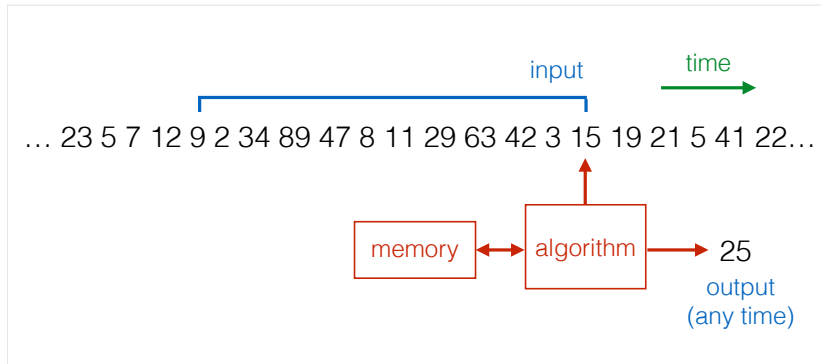 input
time
… 23 5 7 12 9 2 34 89 47 8 11 29 63 42 3 15 19 21 5 41 22…
memory
algorithm
25
output
(any time)